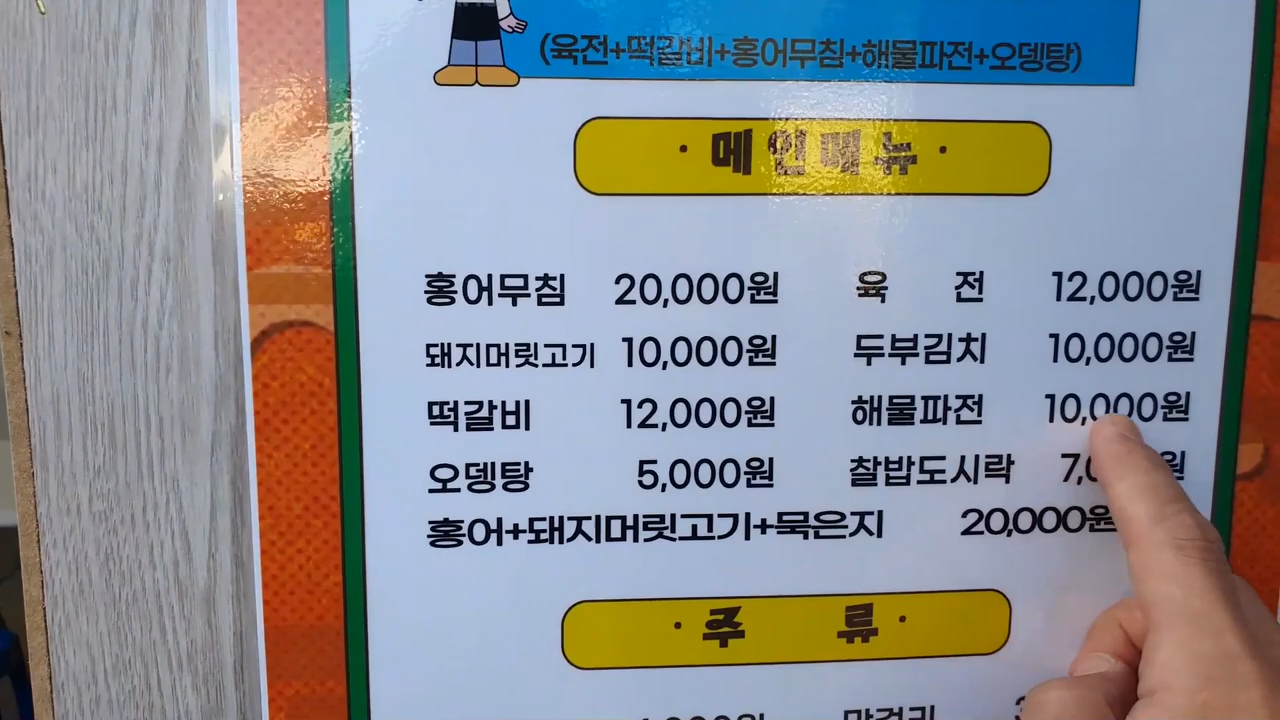 (육전+떡갈비+홍어무침+해물파전+오뎅탕)
· 메인메뉴 ·
홍어무침 20,000원 육 전 12,000원
돼지머릿고기 10,000원 두부김치 10,000원
떡갈비 12,000원 해물파전 10,000원
오뎅탕 5,000원 찰밥도시락
홍어+돼지머릿고기+묵은지 20,000원
· 주 류 ·
막걸리